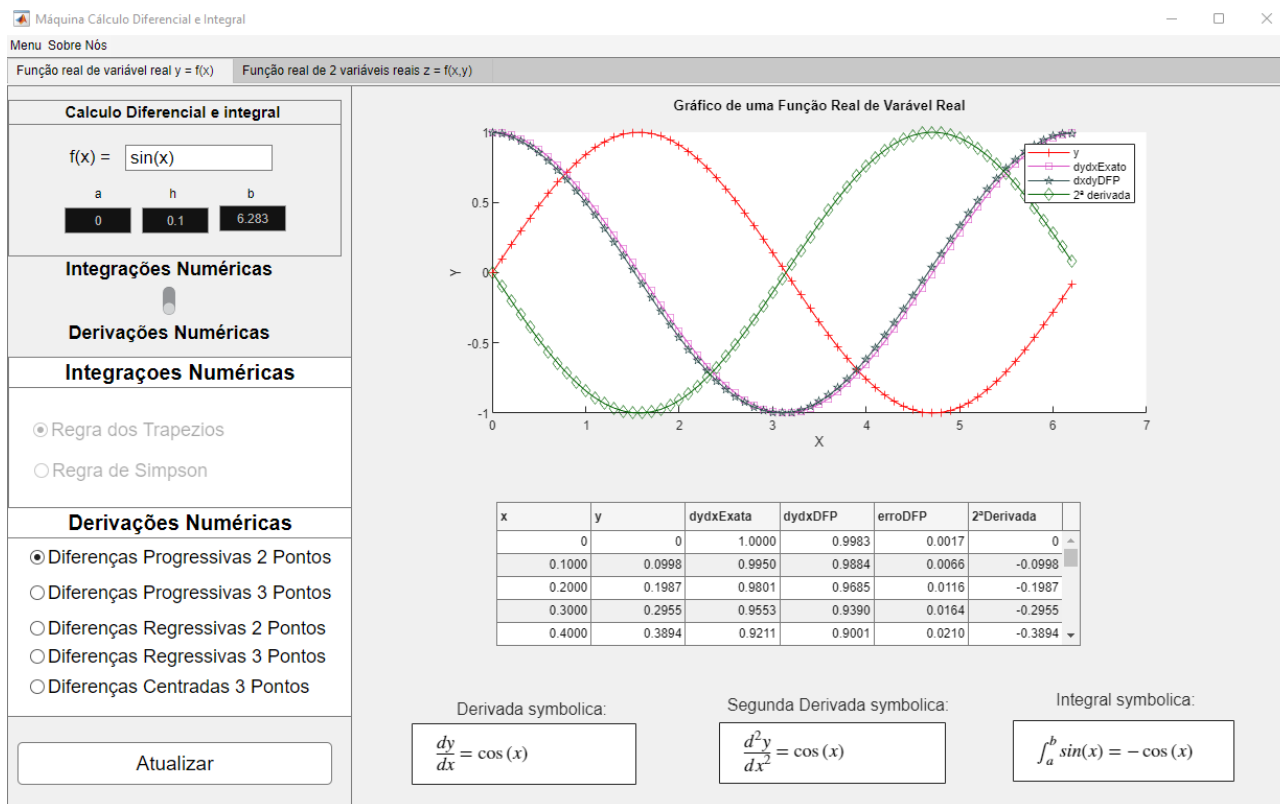 Máquina Cálculo Diferencial e Integral
Menu Sobre Nós
Função real de variável real y = f(x) Função real de 2 variáveis reais z = f(x,y)
Calculo Diferencial e integral
f(x) = sin(x)
a h b
0 0.1 6.283
Integrações Numéricas
Derivações Numéricas
Integraçoes Numéricas
Regra dos Trapezios
Regra de Simpson
Derivações Numéricas
Diferenças Progressivas 2 Pontos
Diferenças Progressivas 3 Pontos
Diferenças Regressivas 2 Pontos
Diferenças Regressivas 3 Pontos
Diferenças Centradas 3 Pontos
Atualizar
Gráfico de uma Função Real de Varável Real
1
0.5
0
-0.5
-1
Y
0 1 2 3 4 5 6 7
X
y
dydxExato
dxdyDFP
2ª derivada
x y dydxExata dydxDFP erroDFP 2ªDerivada
0 0 1.0000 0.9983 0.0017 0
0.1000 0.0998 0.9950 0.9884 0.0066 -0.0998
0.2000 0.1987 0.9801 0.9685 0.0116 -0.1987
0.3000 0.2955 0.9553 0.9390 0.0164 -0.2955
0.4000 0.3894 0.9211 0.9001 0.0210 -0.3894
Derivada symbolica:
dy/dx = cos (x)
Segunda Derivada symbolica:
d²y/dx² = cos (x)
Integral symbolica:
∫ₐᵇ sin(x) = − cos (x)